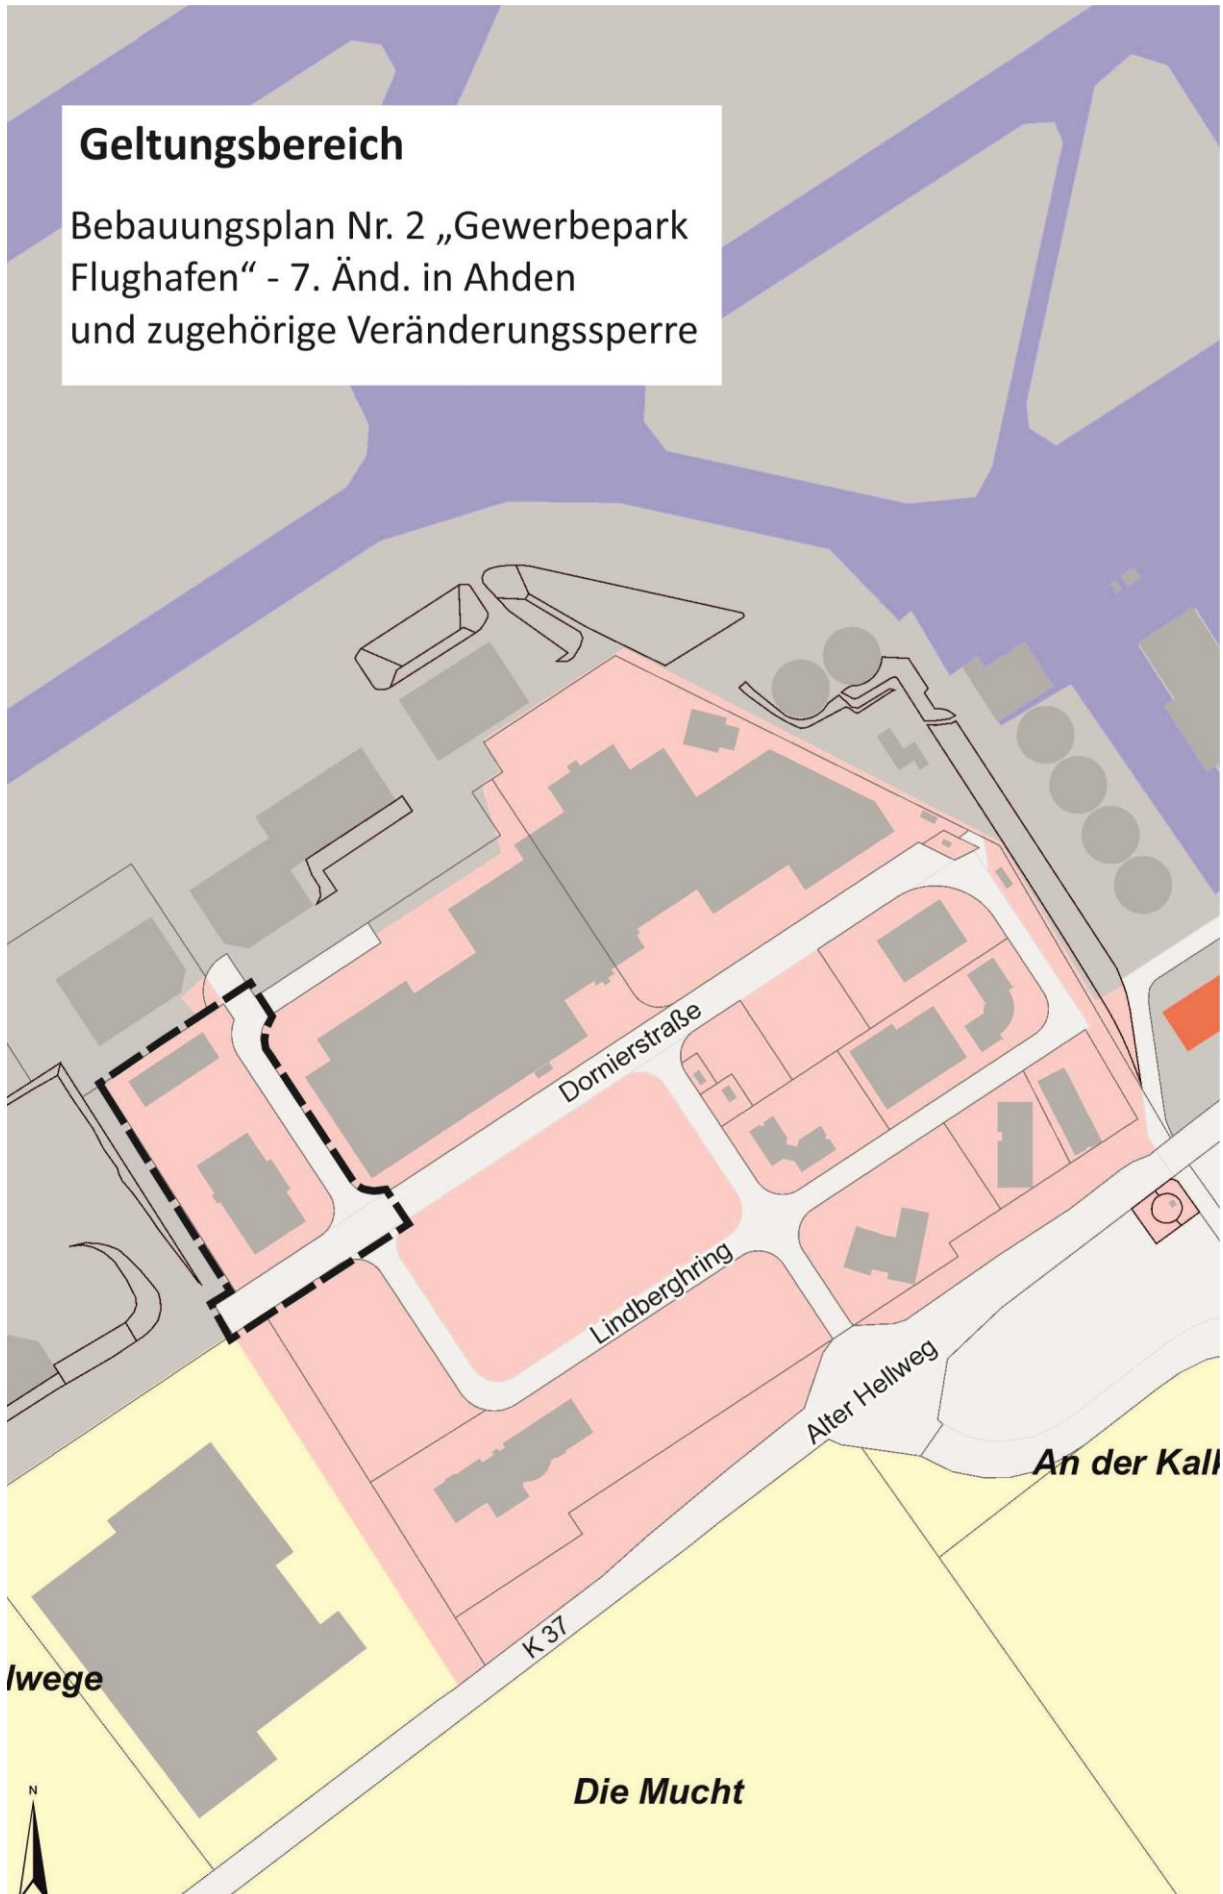 Geltungsbereich
Bebauungsplan Nr. 2 „Gewerbepark
Flughafen“ - 7. Änd. in Ahden
und zugehörige Veränderungssperre
Dornierstraße
Lindberghring
Alter Hellweg
An der Kalk
K 37
lwege
Die Mucht
N